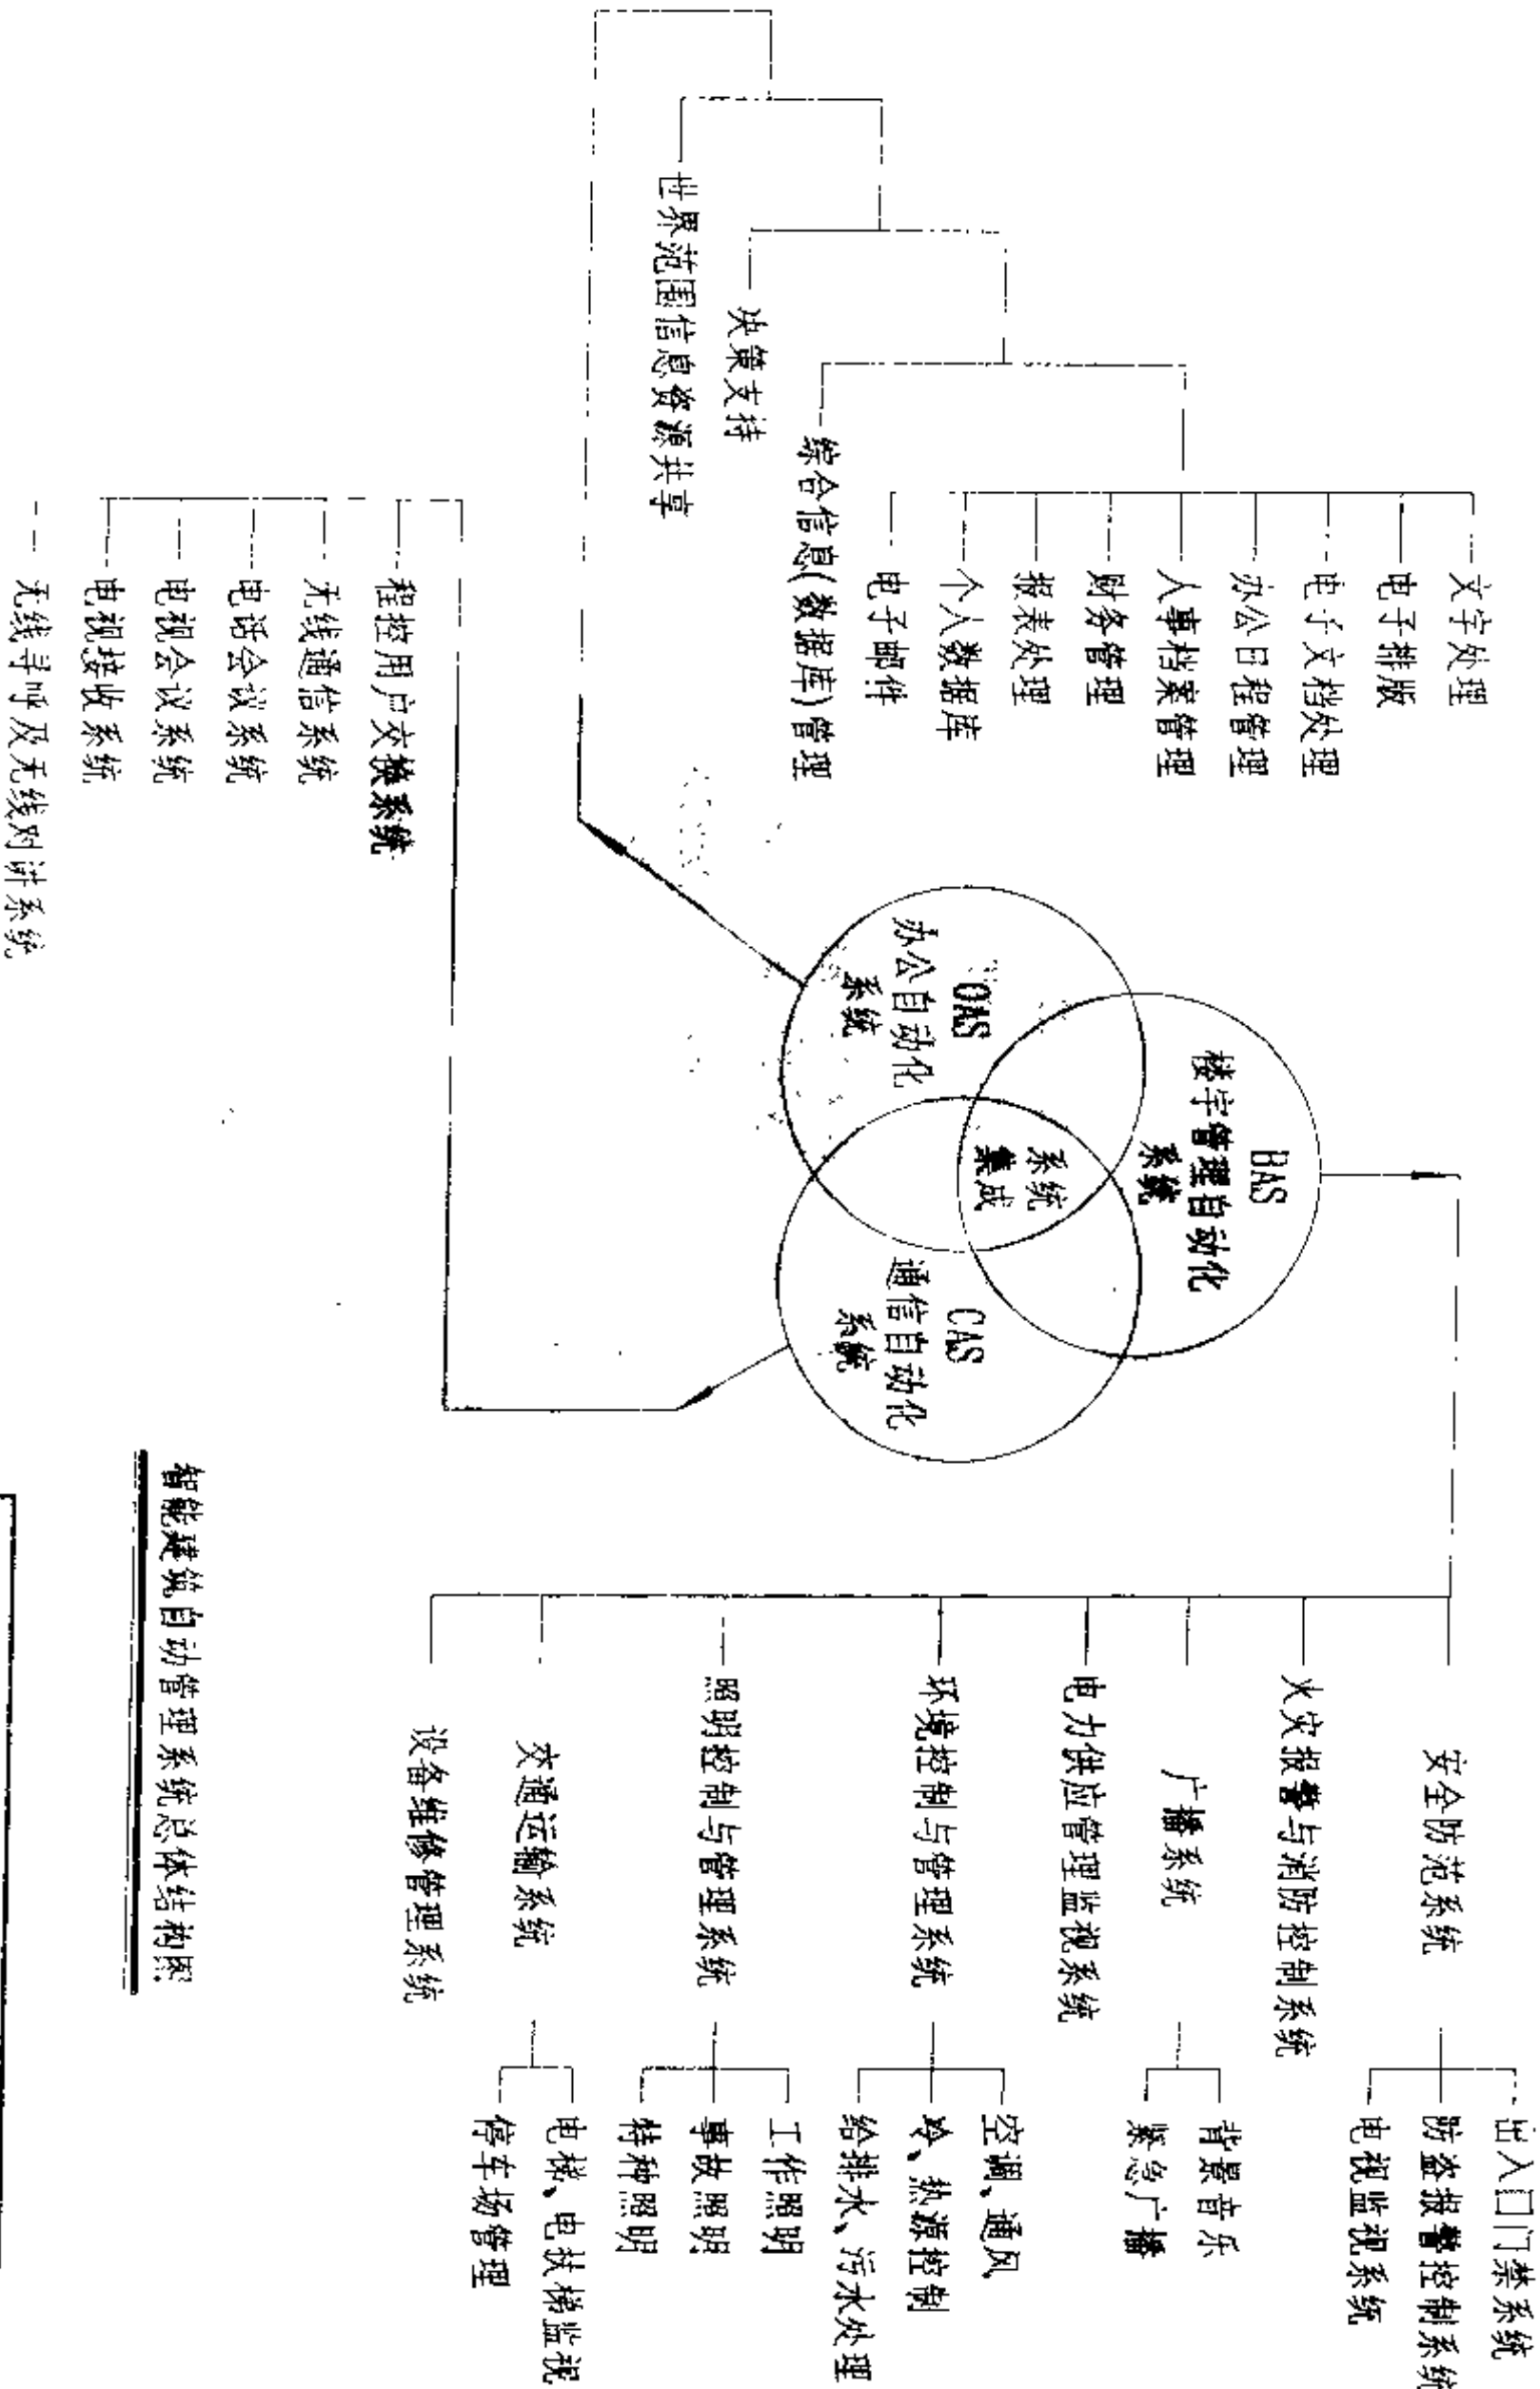 文字处理
电子排版
电子文档处理
办公日程管理
人事档案管理
财务管理
报表处理
个人数据库
电子邮件
综合信息(数据库)管理
决策支持
世界范围信息资源共享
程控用户交换系统
无线通信系统
电话会议系统
电视会议系统
电视接收系统
无线寻呼及无线对讲系统
BAS
楼宇管理自动化
系统
OAS
办公自动化
系统
系统
集成
CAS
通信自动化
系统
安全防范系统
出入口门禁系统
防盗报警控制系统
电视监视系统
火灾报警与消防控制系统
广播系统
背景音乐
紧急广播
电力供应管理监视系统
环境控制与管理系统
空调、通风
冷、热源控制
给排水、污水处理
照明控制与管理系统
工作照明
事故照明
特种照明
交通运输系统
电梯、电扶梯监视
停车场管理
设备维修管理系统
智能建筑自动管理系统总体结构图